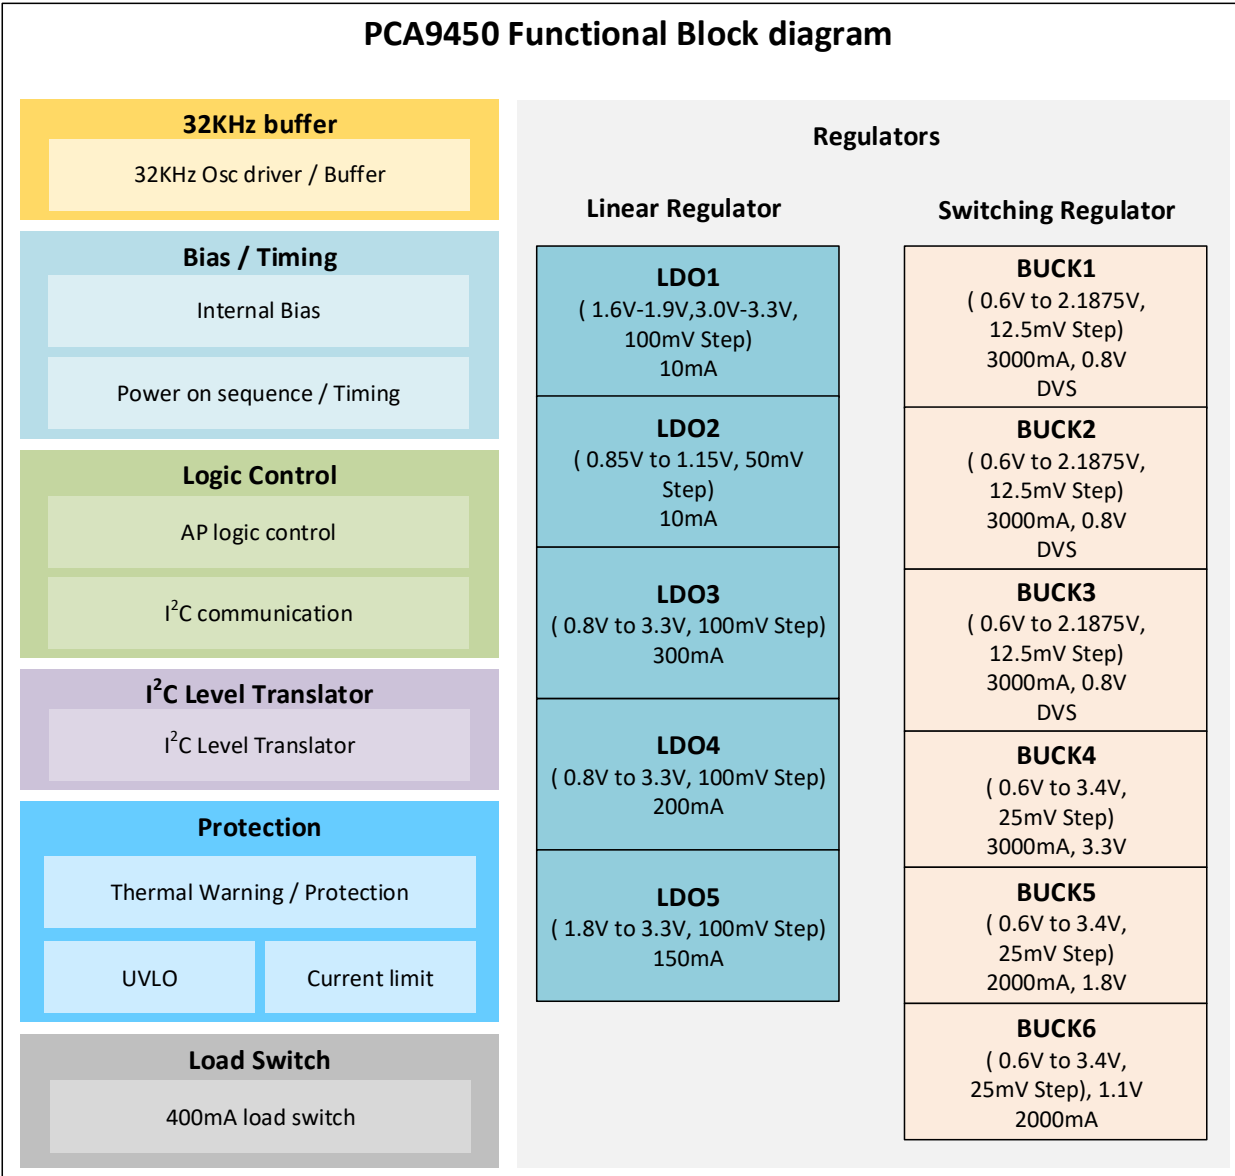 PCA9450 Functional Block diagram
32KHz buffer
32KHz Osc driver / Buffer
Bias / Timing
Internal Bias
Power on sequence / Timing
Logic Control
AP logic control
I²C communication
I²C Level Translator
I²C Level Translator
Protection
Thermal Warning / Protection
UVLO
Current limit
Load Switch
400mA load switch
Regulators
Linear Regulator
LDO1
( 1.6V-1.9V,3.0V-3.3V,
100mV Step)
10mA
LDO2
( 0.85V to 1.15V, 50mV
Step)
10mA
LDO3
( 0.8V to 3.3V, 100mV Step)
300mA
LDO4
( 0.8V to 3.3V, 100mV Step)
200mA
LDO5
( 1.8V to 3.3V, 100mV Step)
150mA
Switching Regulator
BUCK1
( 0.6V to 2.1875V,
12.5mV Step)
3000mA, 0.8V
DVS
BUCK2
( 0.6V to 2.1875V,
12.5mV Step)
3000mA, 0.8V
DVS
BUCK3
( 0.6V to 2.1875V,
12.5mV Step)
3000mA, 0.8V
DVS
BUCK4
( 0.6V to 3.4V,
25mV Step)
3000mA, 3.3V
BUCK5
( 0.6V to 3.4V,
25mV Step)
2000mA, 1.8V
BUCK6
( 0.6V to 3.4V,
25mV Step), 1.1V
2000mA